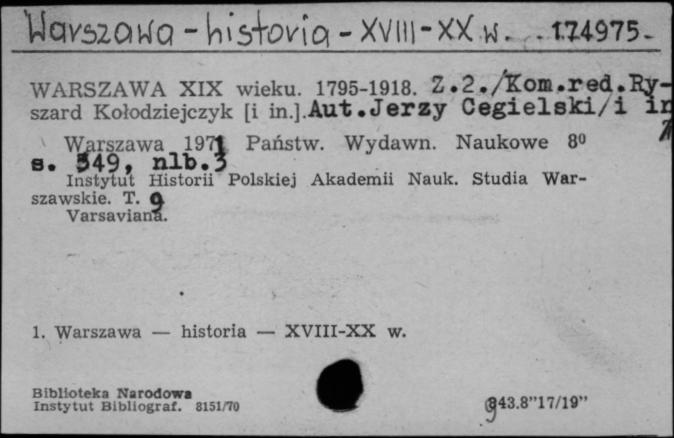 Warszawa - historia - XVIII-XX w. 174975.
WARSZAWA XIX wieku. 1795-1918. Z.2./Kom.red.Ry-
szard Kołodziejczyk [i in.].Aut.Jerzy Cegielski/i in
Warszawa 1971 Państw. Wydawn. Naukowe 8⁰
s. 349, nlb.3
Instytut Historii Polskiej Akademii Nauk. Studia War-
szawskie. T. 9
Varsaviana.
1. Warszawa — historia — XVIII-XX w.
Biblioteka Narodowa
Instytut Bibliograf. 8151/70
943.8"17/19"